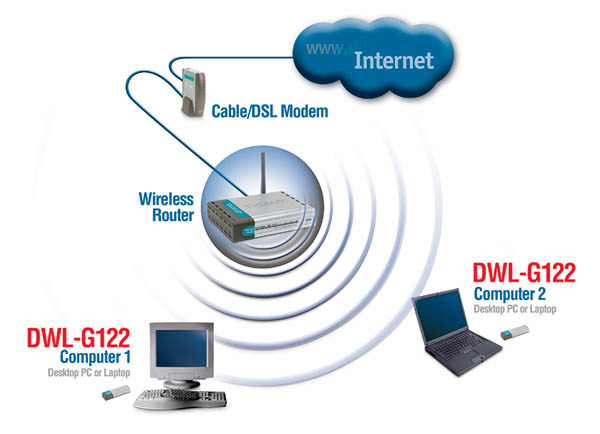 www.
Internet
Cable/DSL Modem
Wireless
Router
DWL-G122
Computer 2
Desktop PC or Laptop
DWL-G122
Computer 1
Desktop PC or Laptop